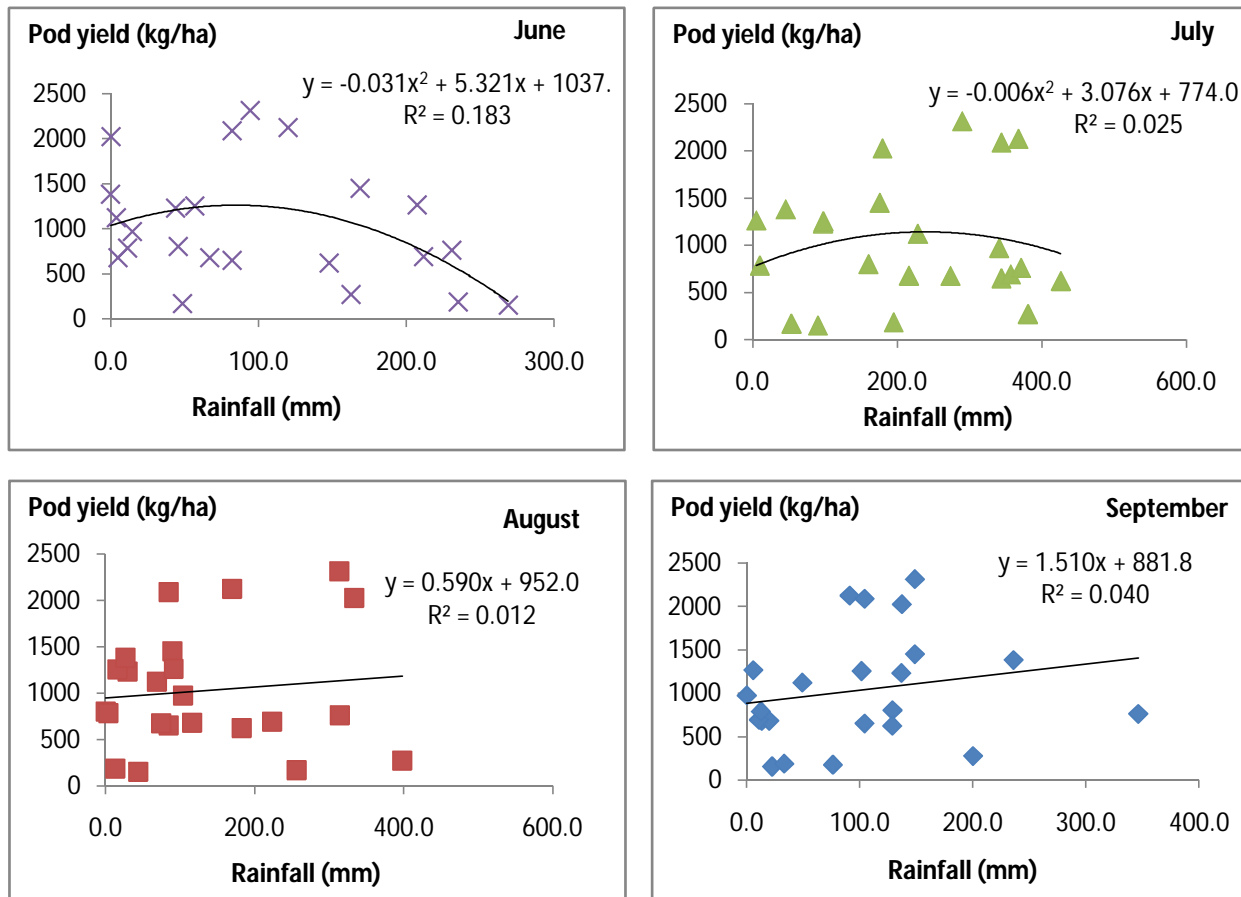 Pod yield (kg/ha)
June
y = -0.031x² + 5.321x + 1037.
R² = 0.183
2500
2000
1500
1000
500
0
0.0 100.0 200.0 300.0
Rainfall (mm)
Pod yield (kg/ha)
July
y = -0.006x² + 3.076x + 774.0
R² = 0.025
2500
2000
1500
1000
500
0
0.0 200.0 400.0 600.0
Rainfall (mm)
Pod yield (kg/ha)
August
y = 0.590x + 952.0
R² = 0.012
2500
2000
1500
1000
500
0
0.0 200.0 400.0 600.0
Rainfall (mm)
Pod yield (kg/ha)
September
y = 1.510x + 881.8
R² = 0.040
2500
2000
1500
1000
500
0
0.0 100.0 200.0 300.0 400.0
Rainfall (mm)